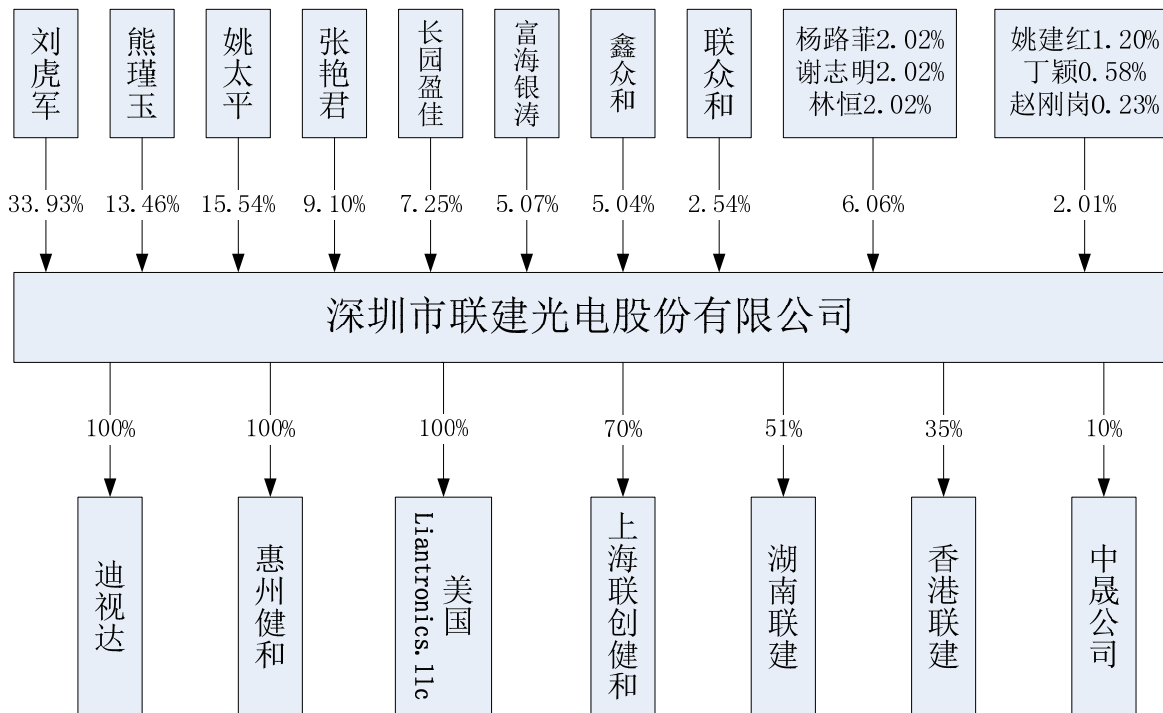 刘虎军
熊瑾玉
姚太平
张艳君
长园盈佳
富海银涛
鑫众和
联众和
杨路菲2.02%
谢志明2.02%
林恒2.02%
姚建红1.20%
丁颖0.58%
赵刚岗0.23%
33.93%
13.46%
15.54%
9.10%
7.25%
5.07%
5.04%
2.54%
6.06%
2.01%
深圳市联建光电股份有限公司
100%
100%
100%
70%
51%
35%
10%
迪视达
惠州健和
美国
Liantronics.llc
上海联创健和
湖南联建
香港联建
中晟公司